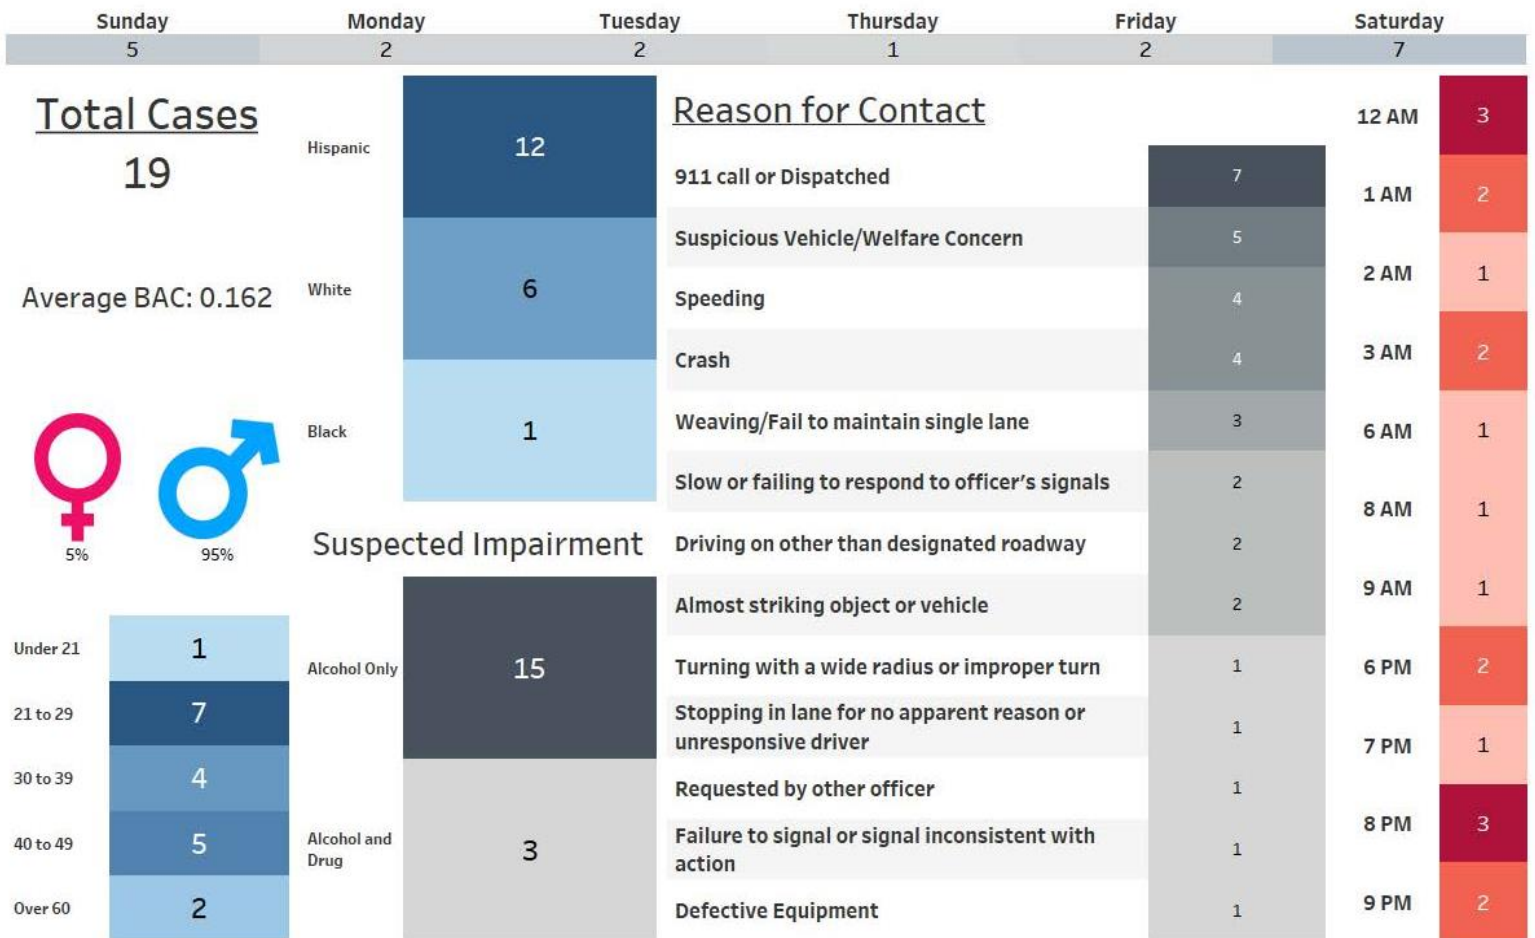 Sunday Monday Tuesday Thursday Friday Saturday
5 2 2 1 2 7
Total Cases
19
Average BAC: 0.162
5% 95%
Under 21 1
21 to 29 7
30 to 39 4
40 to 49 5
Over 60 2
Hispanic 12
White 6
Black 1
Suspected Impairment
Alcohol Only 15
Alcohol and
Drug
3
Reason for Contact
911 call or Dispatched 7
Suspicious Vehicle/Welfare Concern 5
Speeding 4
Crash 4
Weaving/Fail to maintain single lane 3
Slow or failing to respond to officer's signals 2
Driving on other than designated roadway 2
Almost striking object or vehicle 2
Turning with a wide radius or improper turn 1
Stopping in lane for no apparent reason or
unresponsive driver
1
Requested by other officer 1
Failure to signal or signal inconsistent with
action
1
Defective Equipment 1
12 AM 3
1 AM 2
2 AM 1
3 AM 2
6 AM 1
8 AM 1
9 AM 1
6 PM 2
7 PM 1
8 PM 3
9 PM 2